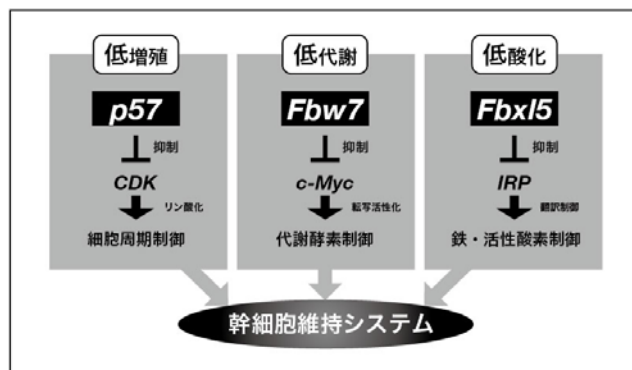 低増殖
p57
抑制
CDK
リン酸化
細胞周期制御
低代謝
Fbw7
抑制
c-Myc
転写活性化
代謝酵素制御
低酸化
Fbxl5
抑制
IRP
翻訳制御
鉄・活性酸素制御
幹細胞維持システム